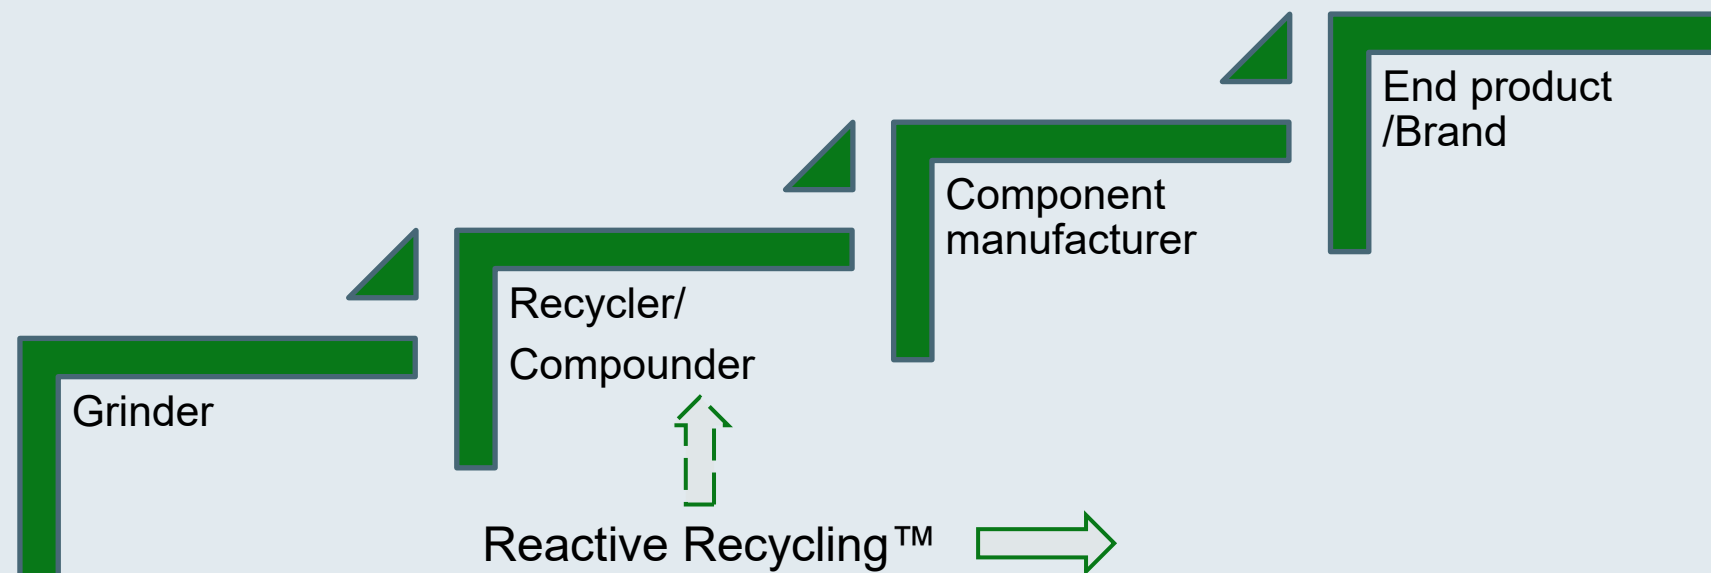 End product
/Brand
Component
manufacturer
Recycler/
Compounder
Grinder
Reactive Recycling™